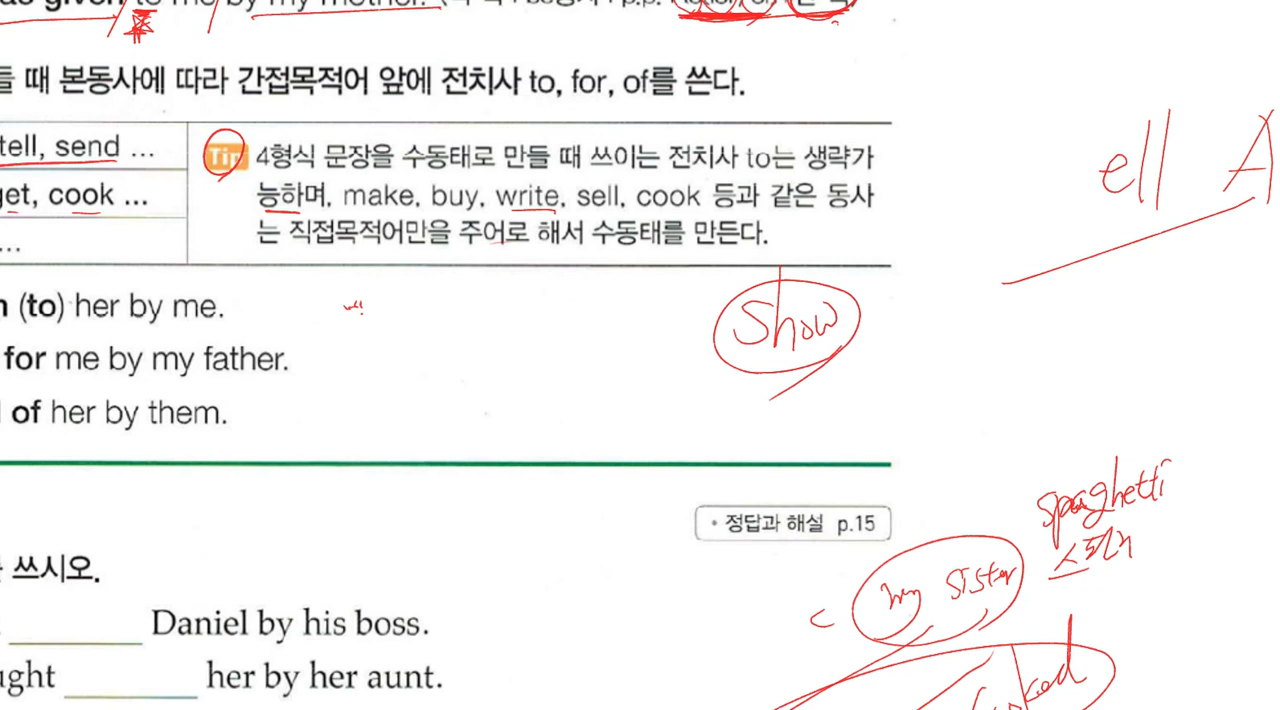 given to me by my mother.
때 본동사에 따라 간접목적어 앞에 전치사 to, for, of를 쓴다.
tell, send ...
get, cook ...
...
Tip 4형식 문장을 수동태로 만들 때 쓰이는 전치사 to는 생략가
능하며, make, buy, write, sell, cook 등과 같은 동사
는 직접목적어만을 주어로 해서 수동태를 만든다.
ell A
(to) her by me.
for me by my father.
of her by them.
Show
• 정답과 해설 p.15
Spaghetti
쓰시오.
my sister
Daniel by his boss.
ught ________ her by her aunt.